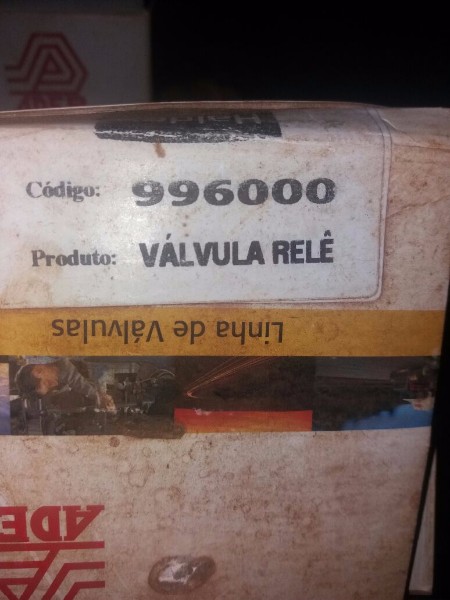 Código: 996000
Produto: VÁLVULA RELÊ
Linha de Válvulas